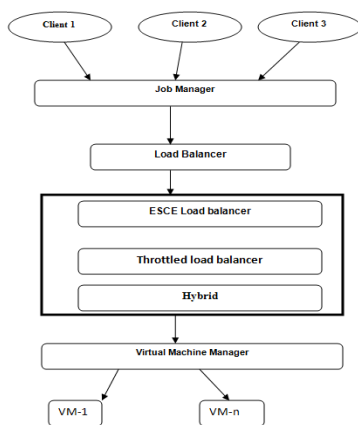 Client 1
Client 2
Client 3
Job Manager
Load Balancer
ESCE Load balancer
Throttled load balancer
Hybrid
Virtual Machine Manager
VM-1
VM-n